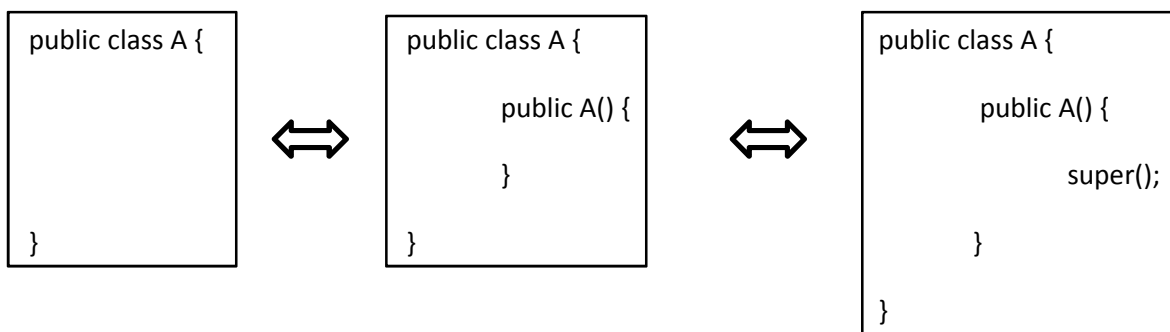 public class A {
}
public class A {
public A() {
}
}
public class A {
public A() {
super();
}
}